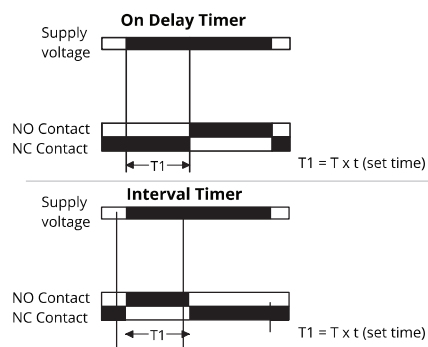 On Delay Timer
Supply
voltage
NO Contact
NC Contact
T1
T1 = T x t (set time)
Interval Timer
Supply
voltage
NO Contact
NC Contact
T1
T1 = T x t (set time)